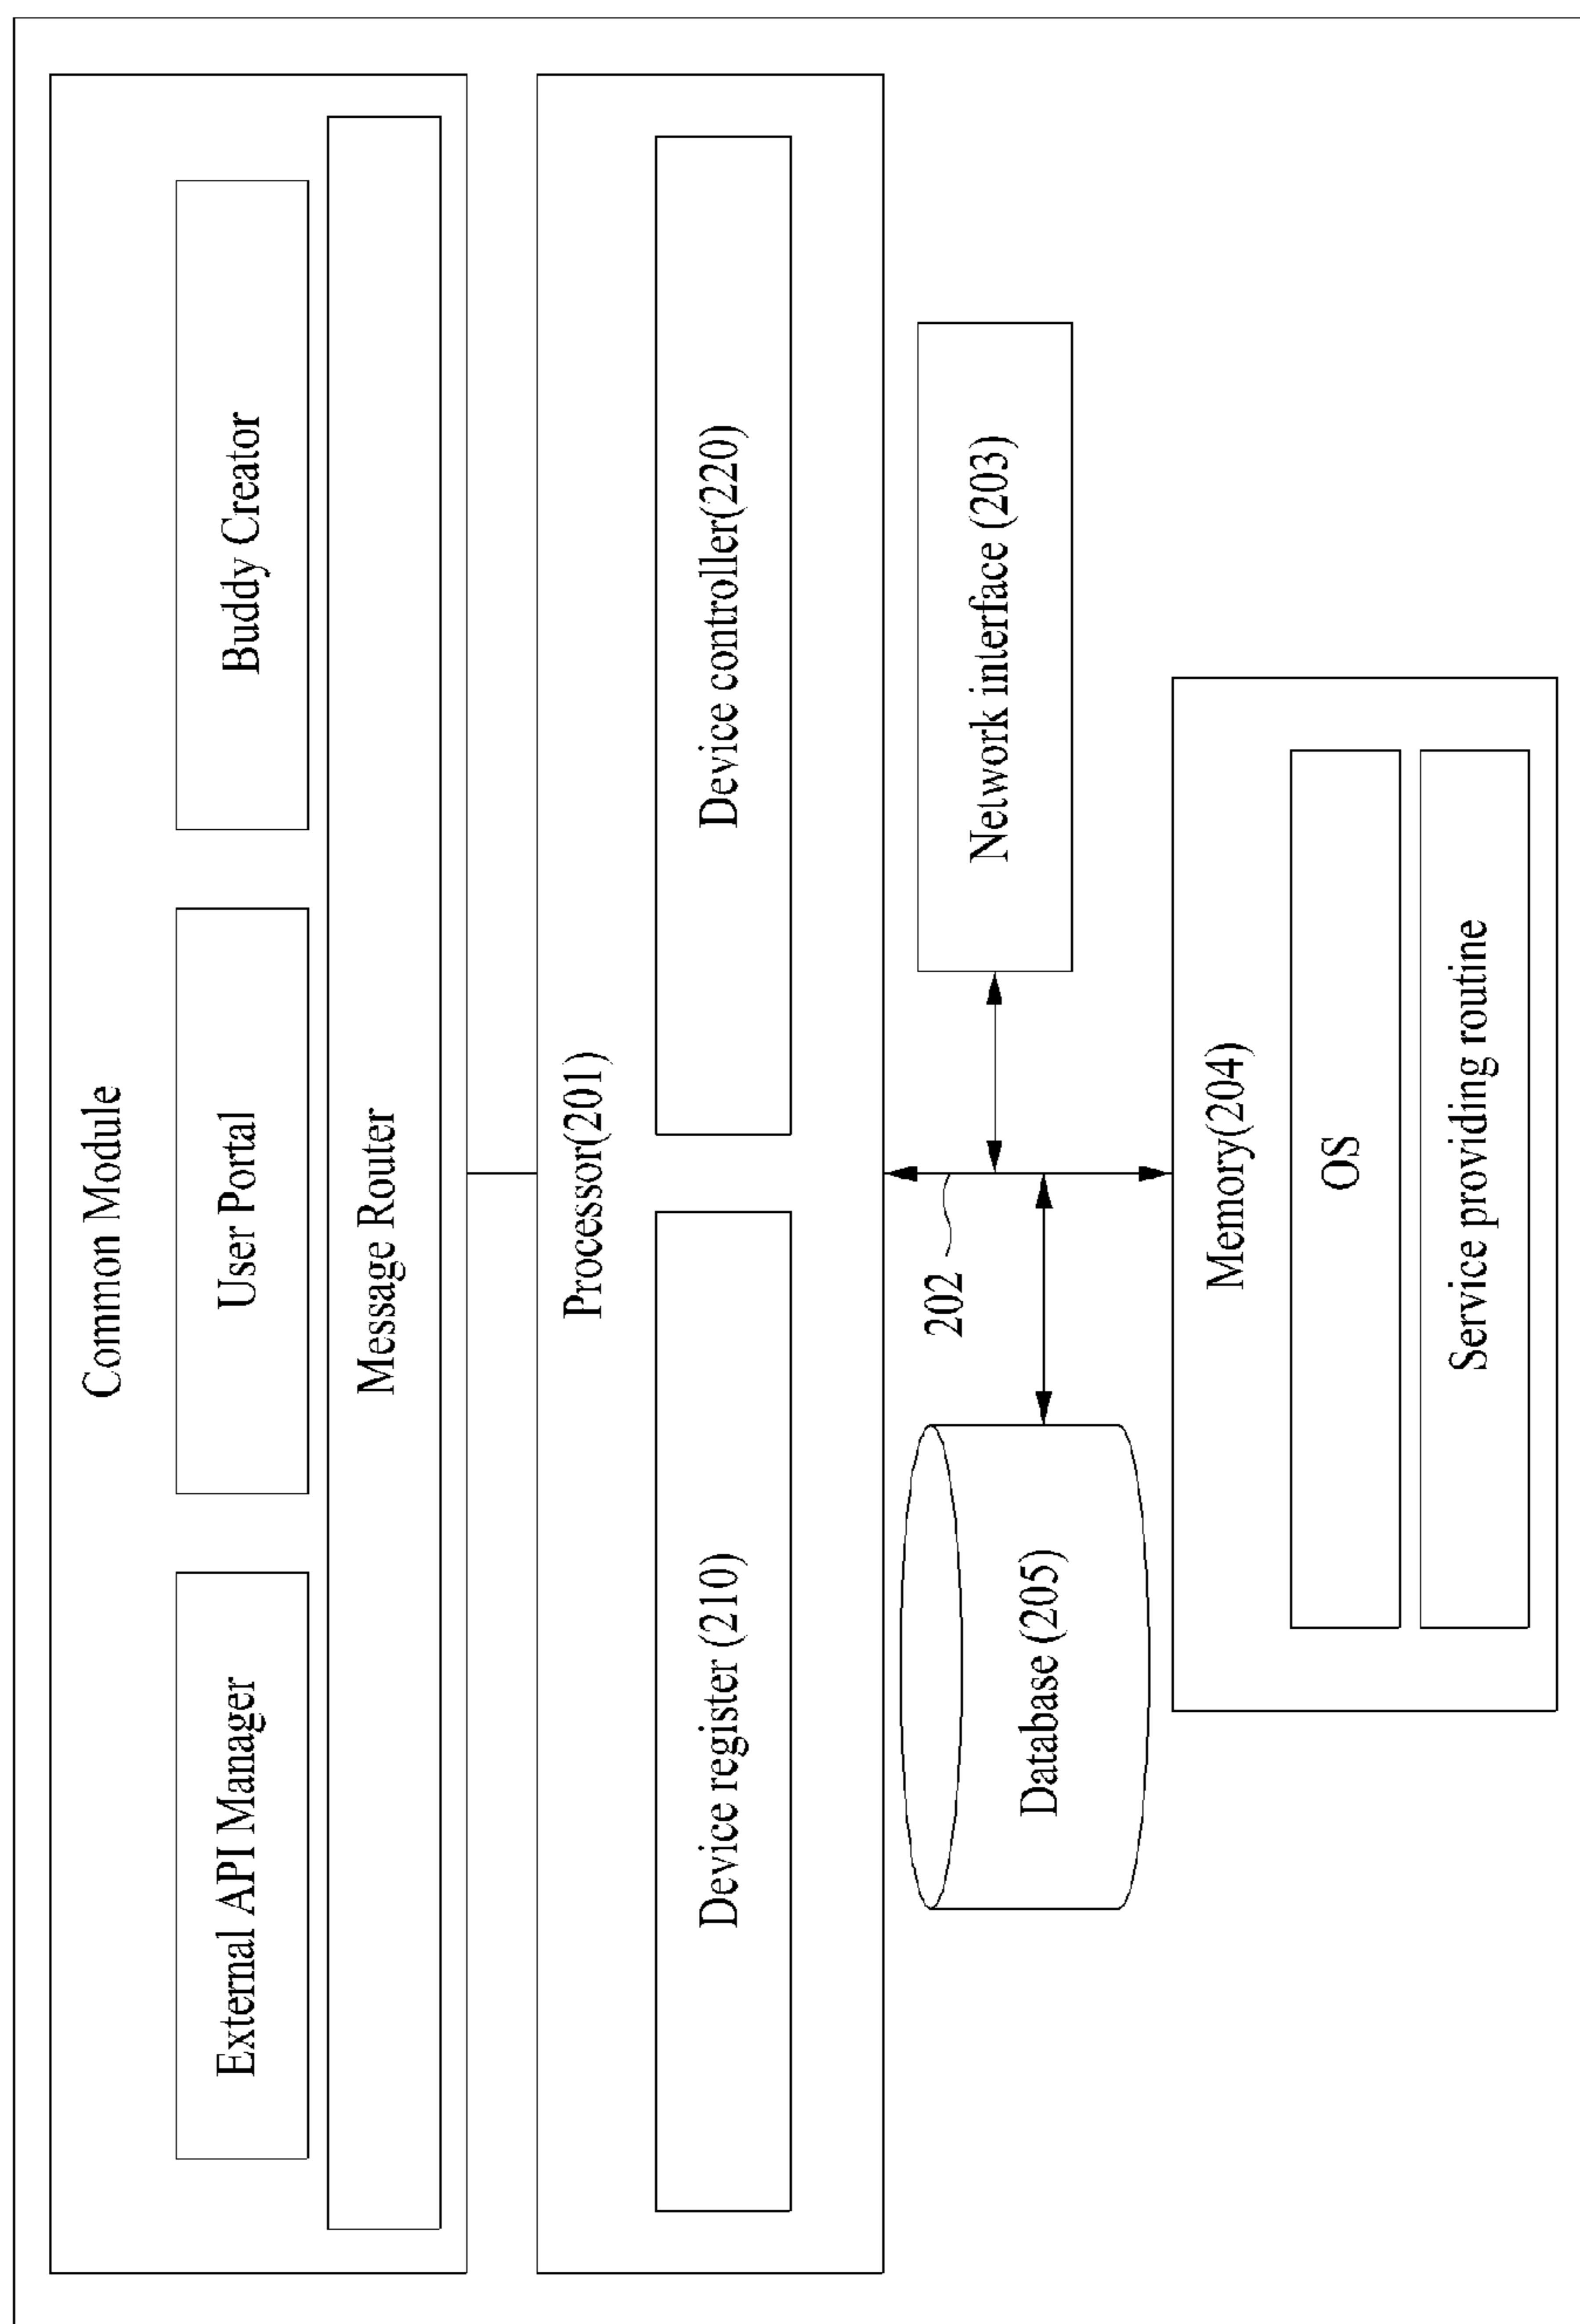 Common Module
External API Manager
User Portal
Buddy Creator
Message Router
Processor(201)
Device register (210)
Device controller(220)
202
Network interface (203)
Database (205)
Memory(204)
OS
Service providing routine